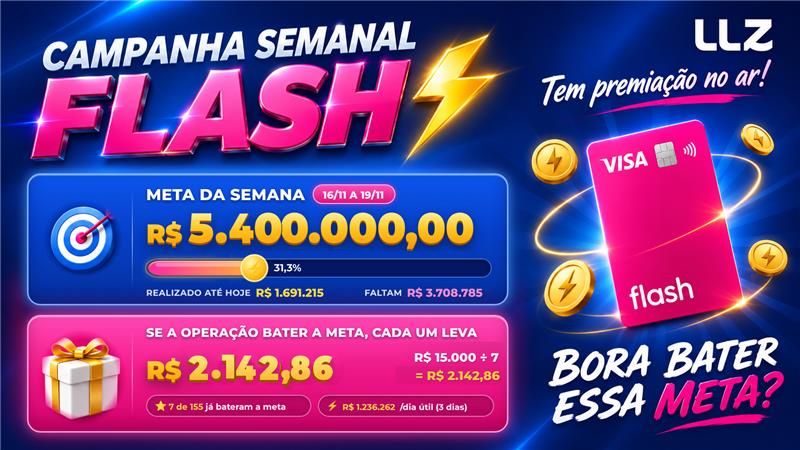 CAMPANHA SEMANAL
FLASH
LLZ
Tem premiação no ar!
META DA SEMANA
16/11 A 19/11
R$ 5.400.000,00
31,3%
REALIZADO ATÉ HOJE R$ 1.691.215
FALTAM R$ 3.708.785
SE A OPERAÇÃO BATER A META, CADA UM LEVA
R$ 2.142,86
R$ 15.000 ÷ 7
= R$ 2.142,86
7 de 155 já bateram a meta
R$ 1.236.262 /dia útil (3 dias)
VISA
flash
BORA BATER
ESSA META?